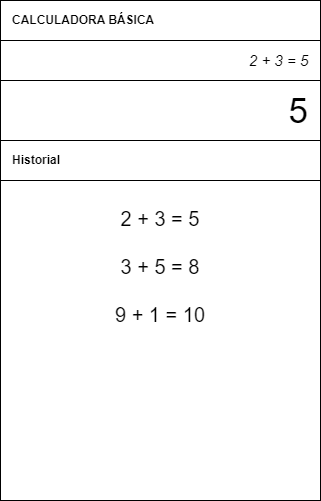 CALCULADORA BÁSICA
2 + 3 = 5
5
Historial
2 + 3 = 5
3 + 5 = 8
9 + 1 = 10